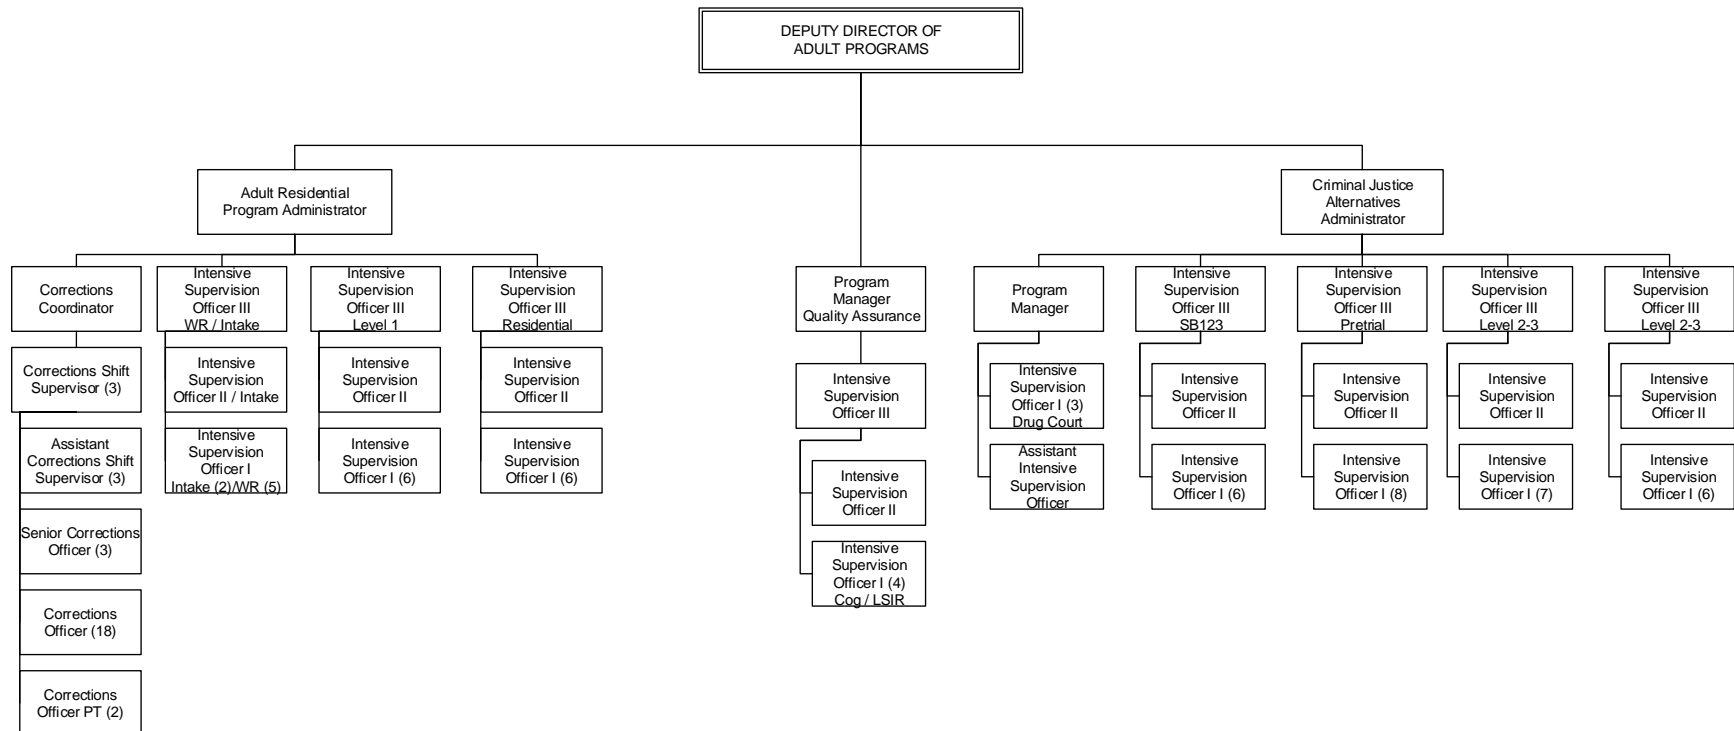 DEPUTY DIRECTOR OF
ADULT PROGRAMS
Adult Residential
Program Administrator
Criminal Justice
Alternatives
Administrator
Corrections
Coordinator
Intensive
Supervision
Officer III
WR / Intake
Intensive
Supervision
Officer III
Level 1
Intensive
Supervision
Officer III
Residential
Program
Manager
Quality Assurance
Program
Manager
Intensive
Supervision
Officer III
SB123
Intensive
Supervision
Officer III
Pretrial
Intensive
Supervision
Officer III
Level 2-3
Intensive
Supervision
Officer III
Level 2-3
Corrections Shift
Supervisor (3)
Intensive
Supervision
Officer II / Intake
Intensive
Supervision
Officer II
Intensive
Supervision
Officer II
Intensive
Supervision
Officer III
Intensive
Supervision
Officer I (3)
Drug Court
Intensive
Supervision
Officer II
Intensive
Supervision
Officer II
Intensive
Supervision
Officer II
Intensive
Supervision
Officer II
Assistant
Corrections Shift
Supervisor (3)
Intensive
Supervision
Officer I
Intake (2)/WR (5)
Intensive
Supervision
Officer I (6)
Intensive
Supervision
Officer I (6)
Intensive
Supervision
Officer II
Assistant
Intensive
Supervision
Officer
Intensive
Supervision
Officer I (6)
Intensive
Supervision
Officer I (8)
Intensive
Supervision
Officer I (7)
Intensive
Supervision
Officer I (6)
Senior Corrections
Officer (3)
Intensive
Supervision
Officer I (4)
Cog / LSIR
Corrections
Officer (18)
Corrections
Officer PT (2)